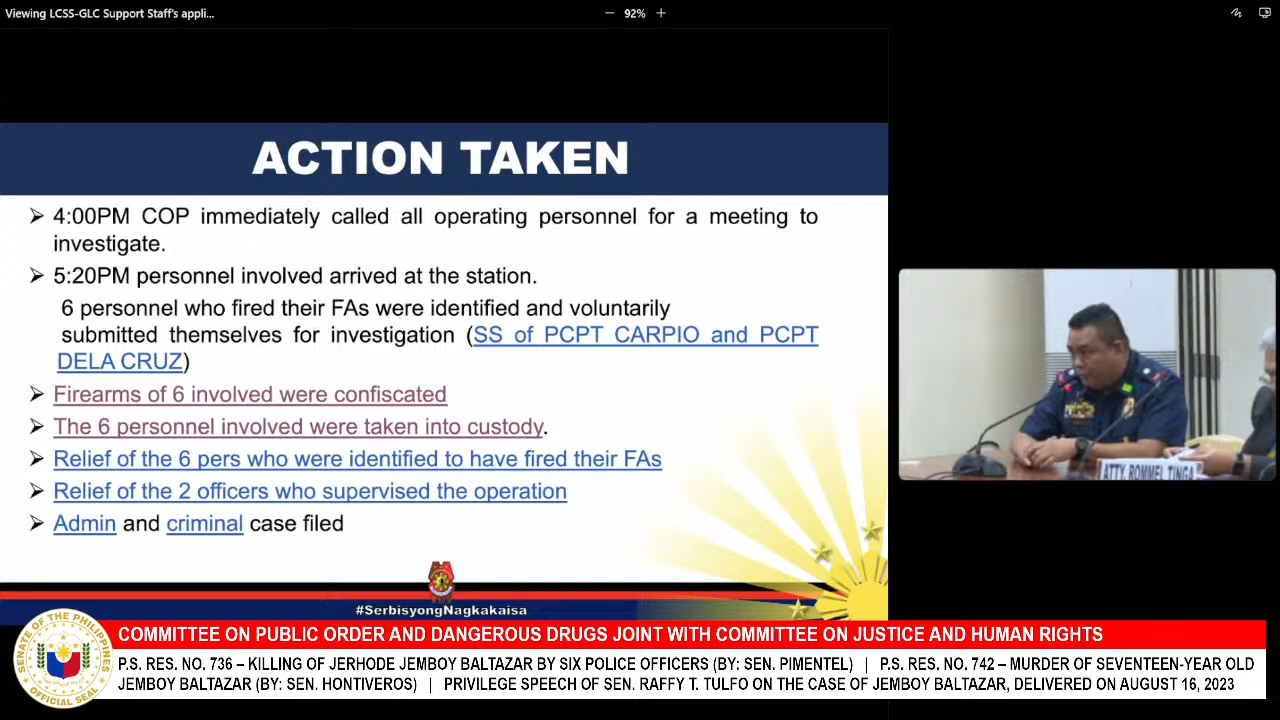 Viewing LCSS-GLC Support Staff's appli...
92%
ACTION TAKEN
4:00PM COP immediately called all operating personnel for a meeting to
investigate.
5:20PM personnel involved arrived at the station.
6 personnel who fired their FAs were identified and voluntarily
submitted themselves for investigation (SS of PCPT CARPIO and PCPT
DELA CRUZ)
Firearms of 6 involved were confiscated
The 6 personnel involved were taken into custody.
Relief of the 6 pers who were identified to have fired their FAs
Relief of the 2 officers who supervised the operation
Admin and criminal case filed
#SerbisyongNagkakaisa
ATTY ROMMEL TINGA
SENATE OF THE PHILIPPINES
OFFICIAL SEAL
COMMITTEE ON PUBLIC ORDER AND DANGEROUS DRUGS JOINT WITH COMMITTEE ON JUSTICE AND HUMAN RIGHTS
P.S. RES. NO. 736 – KILLING OF JERHODE JEMBOY BALTAZAR BY SIX POLICE OFFICERS (BY: SEN. PIMENTEL) | P.S. RES. NO. 742 – MURDER OF SEVENTEEN-YEAR OLD
JEMBOY BALTAZAR (BY: SEN. HONTIVEROS) | PRIVILEGE SPEECH OF SEN. RAFFY T. TULFO ON THE CASE OF JEMBOY BALTAZAR, DELIVERED ON AUGUST 16, 2023